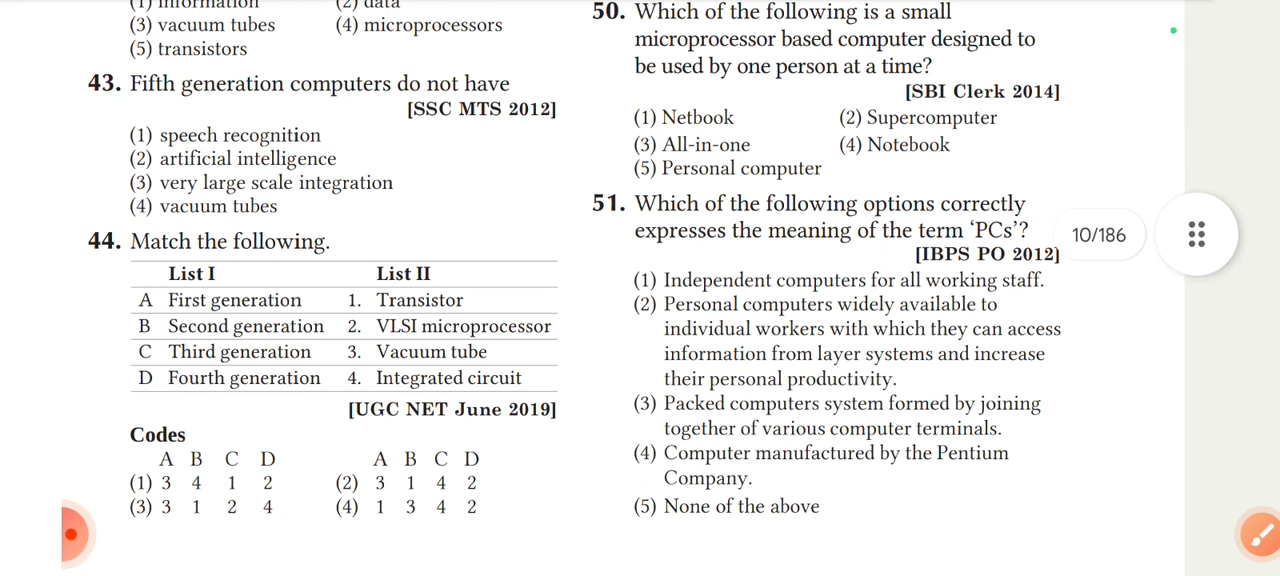 (1) information (2) data
(3) vacuum tubes (4) microprocessors
(5) transistors
43. Fifth generation computers do not have
[SSC MTS 2012]
(1) speech recognition
(2) artificial intelligence
(3) very large scale integration
(4) vacuum tubes
44. Match the following.
List I List II
A First generation 1. Transistor
B Second generation 2. VLSI microprocessor
C Third generation 3. Vacuum tube
D Fourth generation 4. Integrated circuit
[UGC NET June 2019]
Codes
A B C D A B C D
(1) 3 4 1 2 (2) 3 1 4 2
(3) 3 1 2 4 (4) 1 3 4 2
50. Which of the following is a small
microprocessor based computer designed to
be used by one person at a time?
[SBI Clerk 2014]
(1) Netbook (2) Supercomputer
(3) All-in-one (4) Notebook
(5) Personal computer
51. Which of the following options correctly
expresses the meaning of the term ‘PCs’?
[IBPS PO 2012]
(1) Independent computers for all working staff.
(2) Personal computers widely available to
individual workers with which they can access
information from layer systems and increase
their personal productivity.
(3) Packed computers system formed by joining
together of various computer terminals.
(4) Computer manufactured by the Pentium
Company.
(5) None of the above
10/186